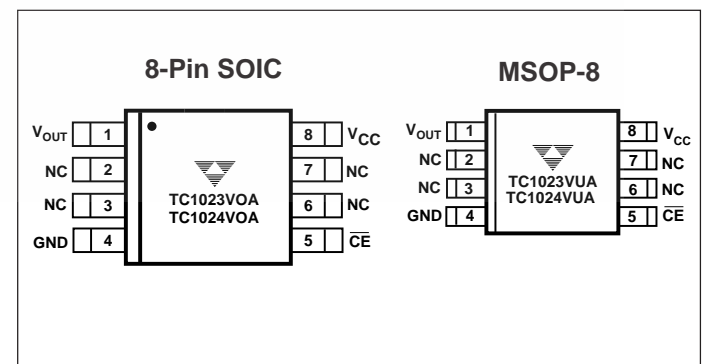 8-Pin SOIC
VOUT 1
NC 2
NC 3
GND 4
TC1023VOA
TC1024VOA
8 VCC
7 NC
6 NC
5 C̅E̅
MSOP-8
VOUT 1
NC 2
NC 3
GND 4
TC1023VUA
TC1024VUA
8 VCC
7 NC
6 NC
5 C̅E̅